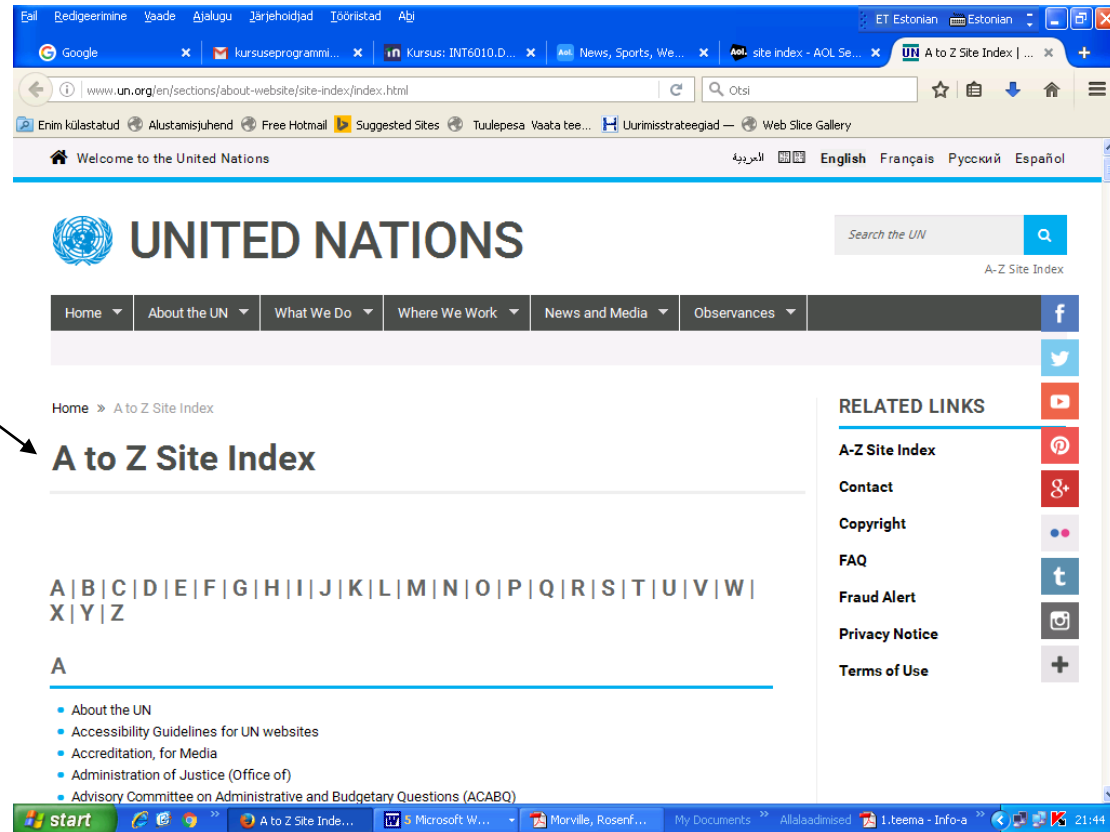 Fail Redigeerimine Vaade Ajalugu Järjehoidjad Tööriistad Abi ET Estonian Estonian
Google kursuseprogrammi... Kursus: INT6010.D... Aol. News, Sports, We... Aol. site index - AOL Se... UN A to Z Site Index | ...
www.un.org/en/sections/about-website/site-index/index.html Otsi
Enim külastatud Alustamisjuhend Free Hotmail Suggested Sites Tuulepesa Vaata tee... Uurimisstrateegiad — Web Slice Gallery
Welcome to the United Nations العربية English Français Русский Español
UNITED NATIONS
Search the UN
A-Z Site Index
Home About the UN What We Do Where We Work News and Media Observances
Home » A to Z Site Index
A to Z Site Index
A | B | C | D | E | F | G | H | I | J | K | L | M | N | O | P | Q | R | S | T | U | V | W |
X | Y | Z
A
About the UN
Accessibility Guidelines for UN websites
Accreditation, for Media
Administration of Justice (Office of)
Advisory Committee on Administrative and Budgetary Questions (ACABQ)
RELATED LINKS
A-Z Site Index
Contact
Copyright
FAQ
Fraud Alert
Privacy Notice
Terms of Use
start A to Z Site Inde... 5 Microsoft W... Morville, Rosenf... My Documents Allalaadimised 1.teema - Info-a 21:44